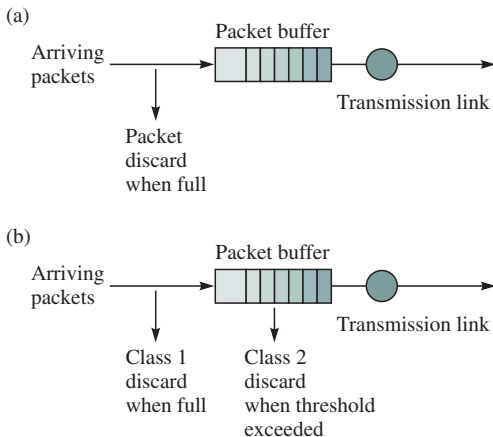 (a)
Packet buffer
Arriving
packets
Transmission link
Packet
discard
when full
(b)
Packet buffer
Arriving
packets
Transmission link
Class 1
discard
when full
Class 2
discard
when threshold
exceeded